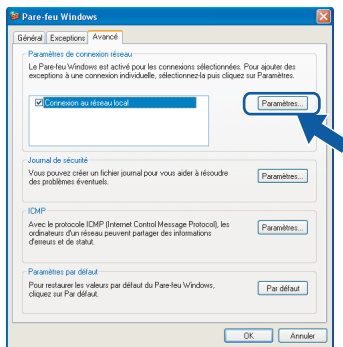 Pare-feu Windows
Général Exceptions Avancé
Paramètres de connexion réseau
Le Pare-feu Windows est activé pour les connexions sélectionnées. Pour ajouter des
exceptions à une connexion individuelle, sélectionnez-la puis cliquez sur Paramètres.
Connexion au réseau local
Paramètres...
Journal de sécurité
Vous pouvez créer un fichier journal pour vous aider à résoudre
des problèmes éventuels.
Paramètres...
ICMP
Avec le protocole ICMP (Internet Control Message Protocol), les
ordinateurs d'un réseau peuvent partager des informations
d'erreurs et de statut.
Paramètres...
Paramètres par défaut
Pour restaurer les valeurs par défaut du Pare-feu Windows,
cliquez sur Par défaut.
Par défaut
OK Annuler